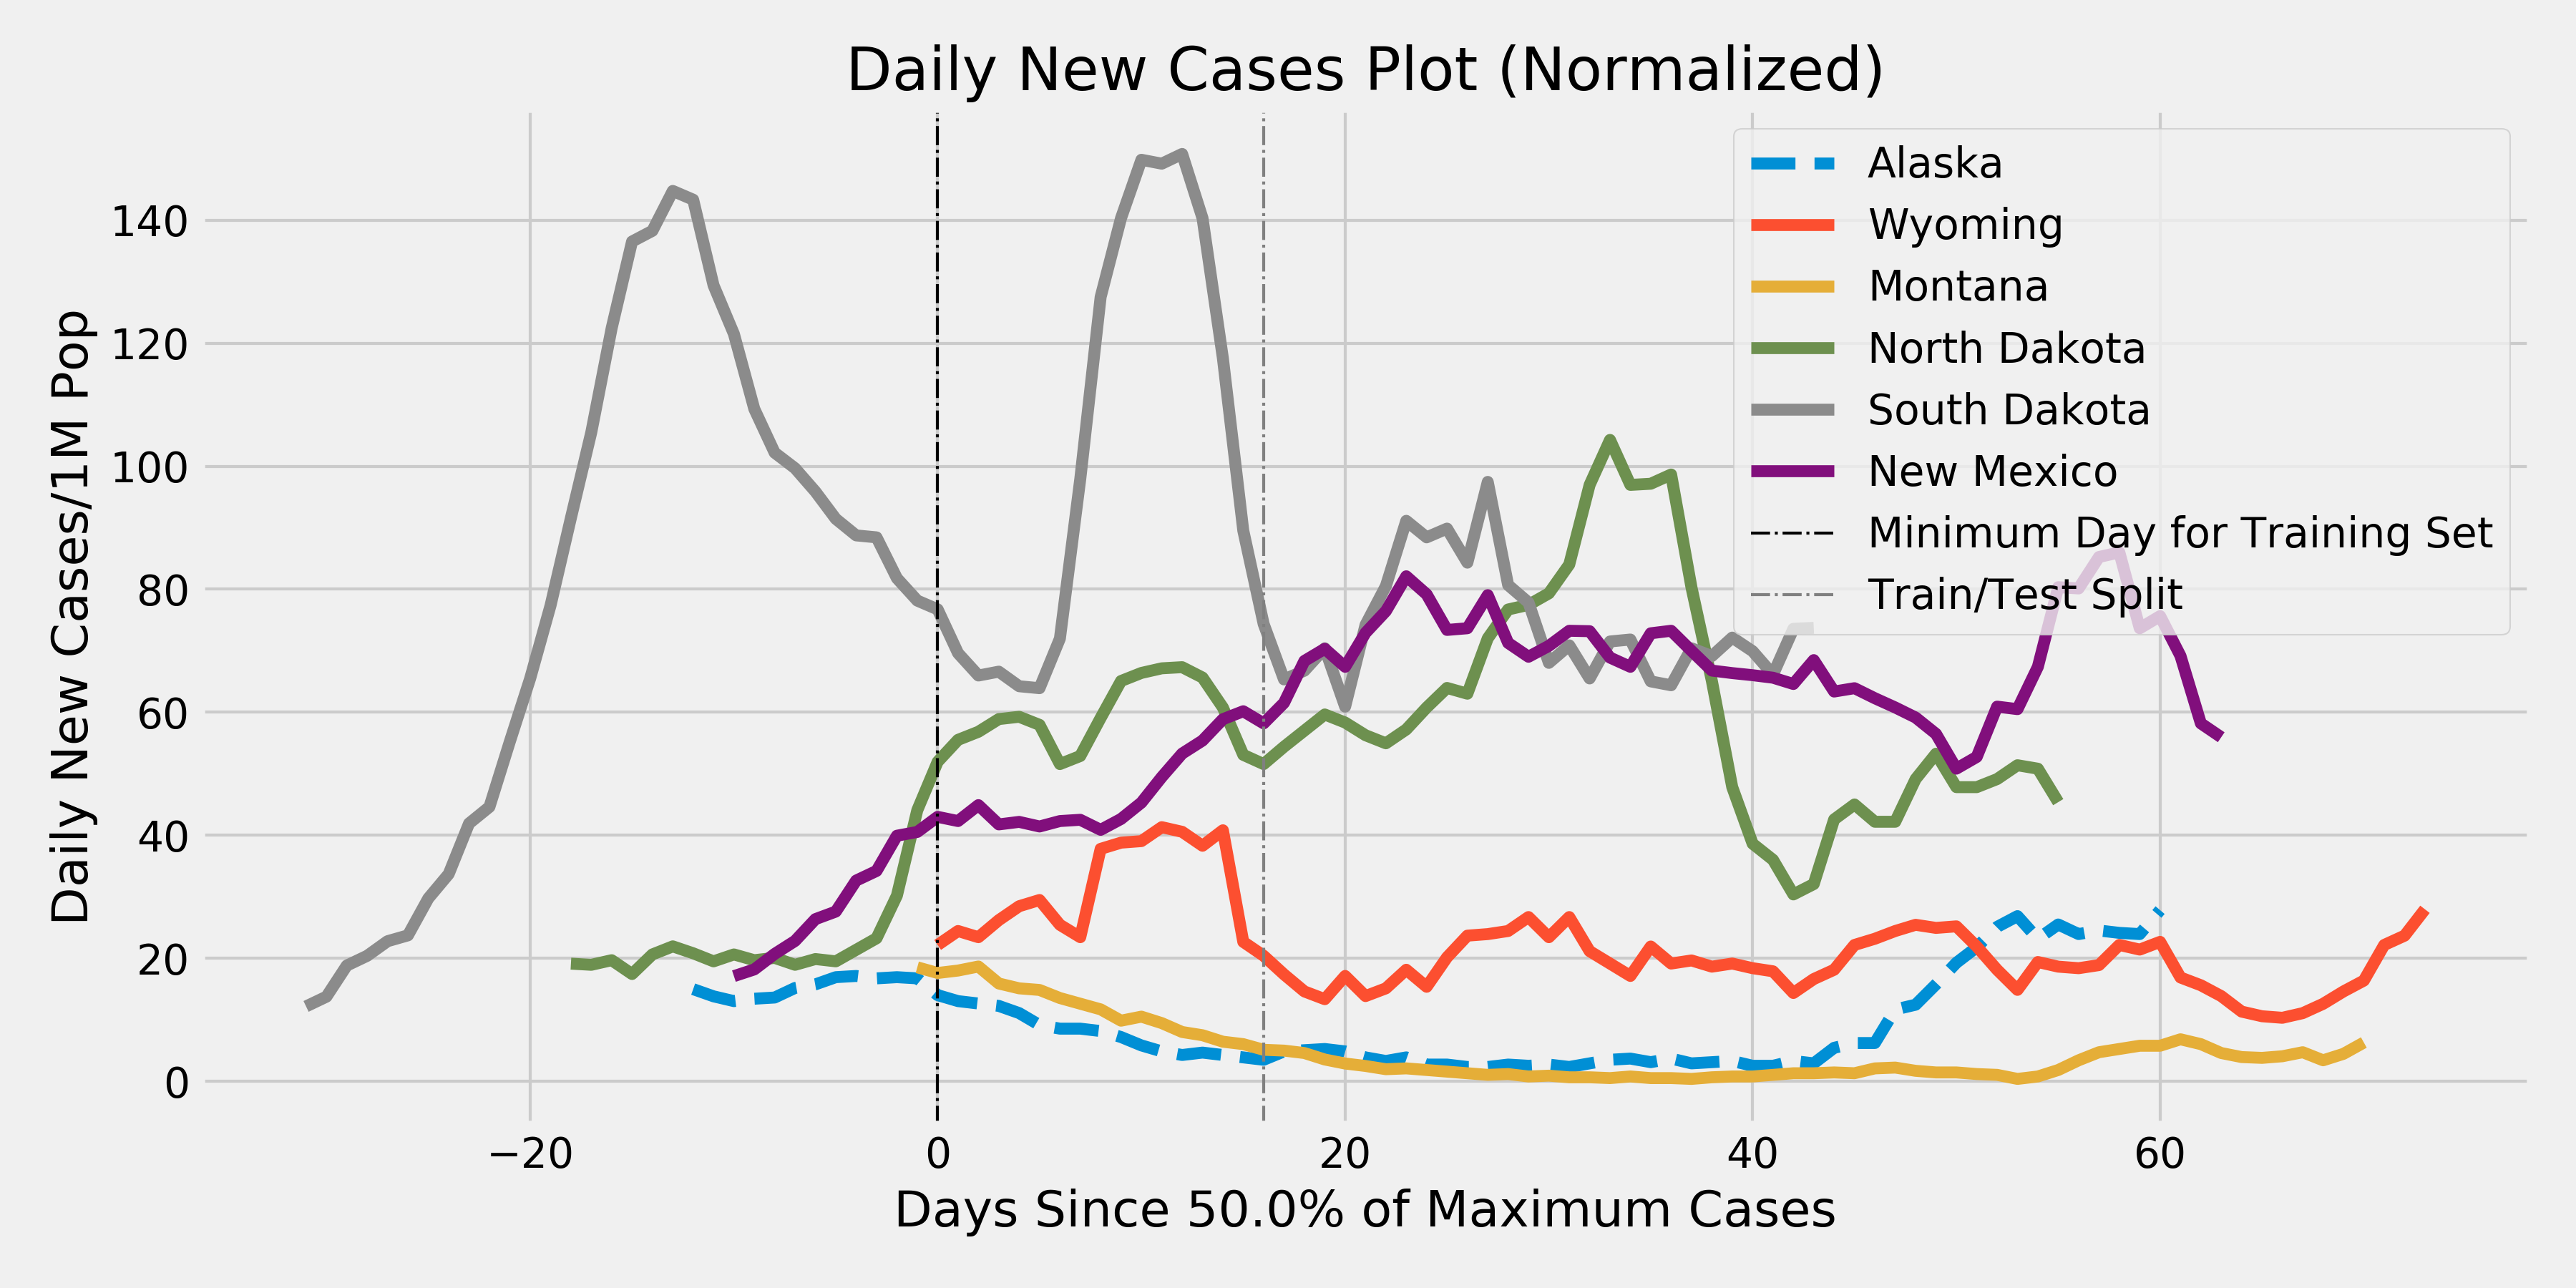 Daily New Cases Plot (Normalized)
Daily New Cases/1M Pop
140
120
100
80
60
40
20
0
−20
0
20
40
60
Days Since 50.0% of Maximum Cases
Alaska
Wyoming
Montana
North Dakota
South Dakota
New Mexico
Minimum Day for Training Set
Train/Test Split